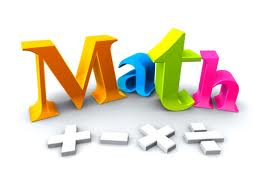 Math
+ - × ÷